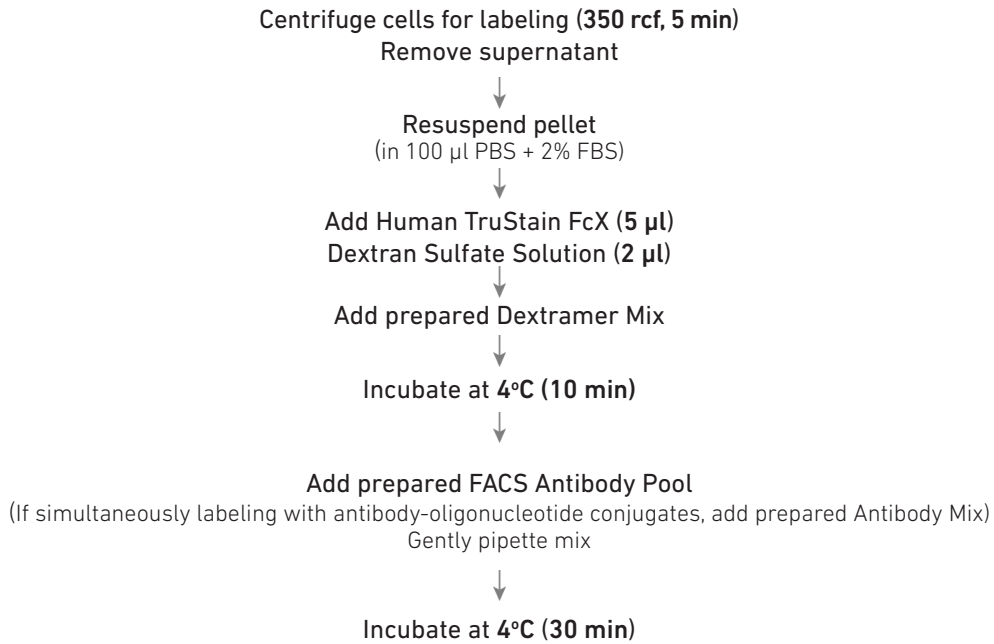 Centrifuge cells for labeling (350 rcf, 5 min)
Remove supernatant
Resuspend pellet
(in 100 µl PBS + 2% FBS)
Add Human TruStain FcX (5 µl)
Dextran Sulfate Solution (2 µl)
Add prepared Dextramer Mix
Incubate at 4ºC (10 min)
Add prepared FACS Antibody Pool
(If simultaneously labeling with antibody-oligonucleotide conjugates, add prepared Antibody Mix)
Gently pipette mix
Incubate at 4ºC (30 min)